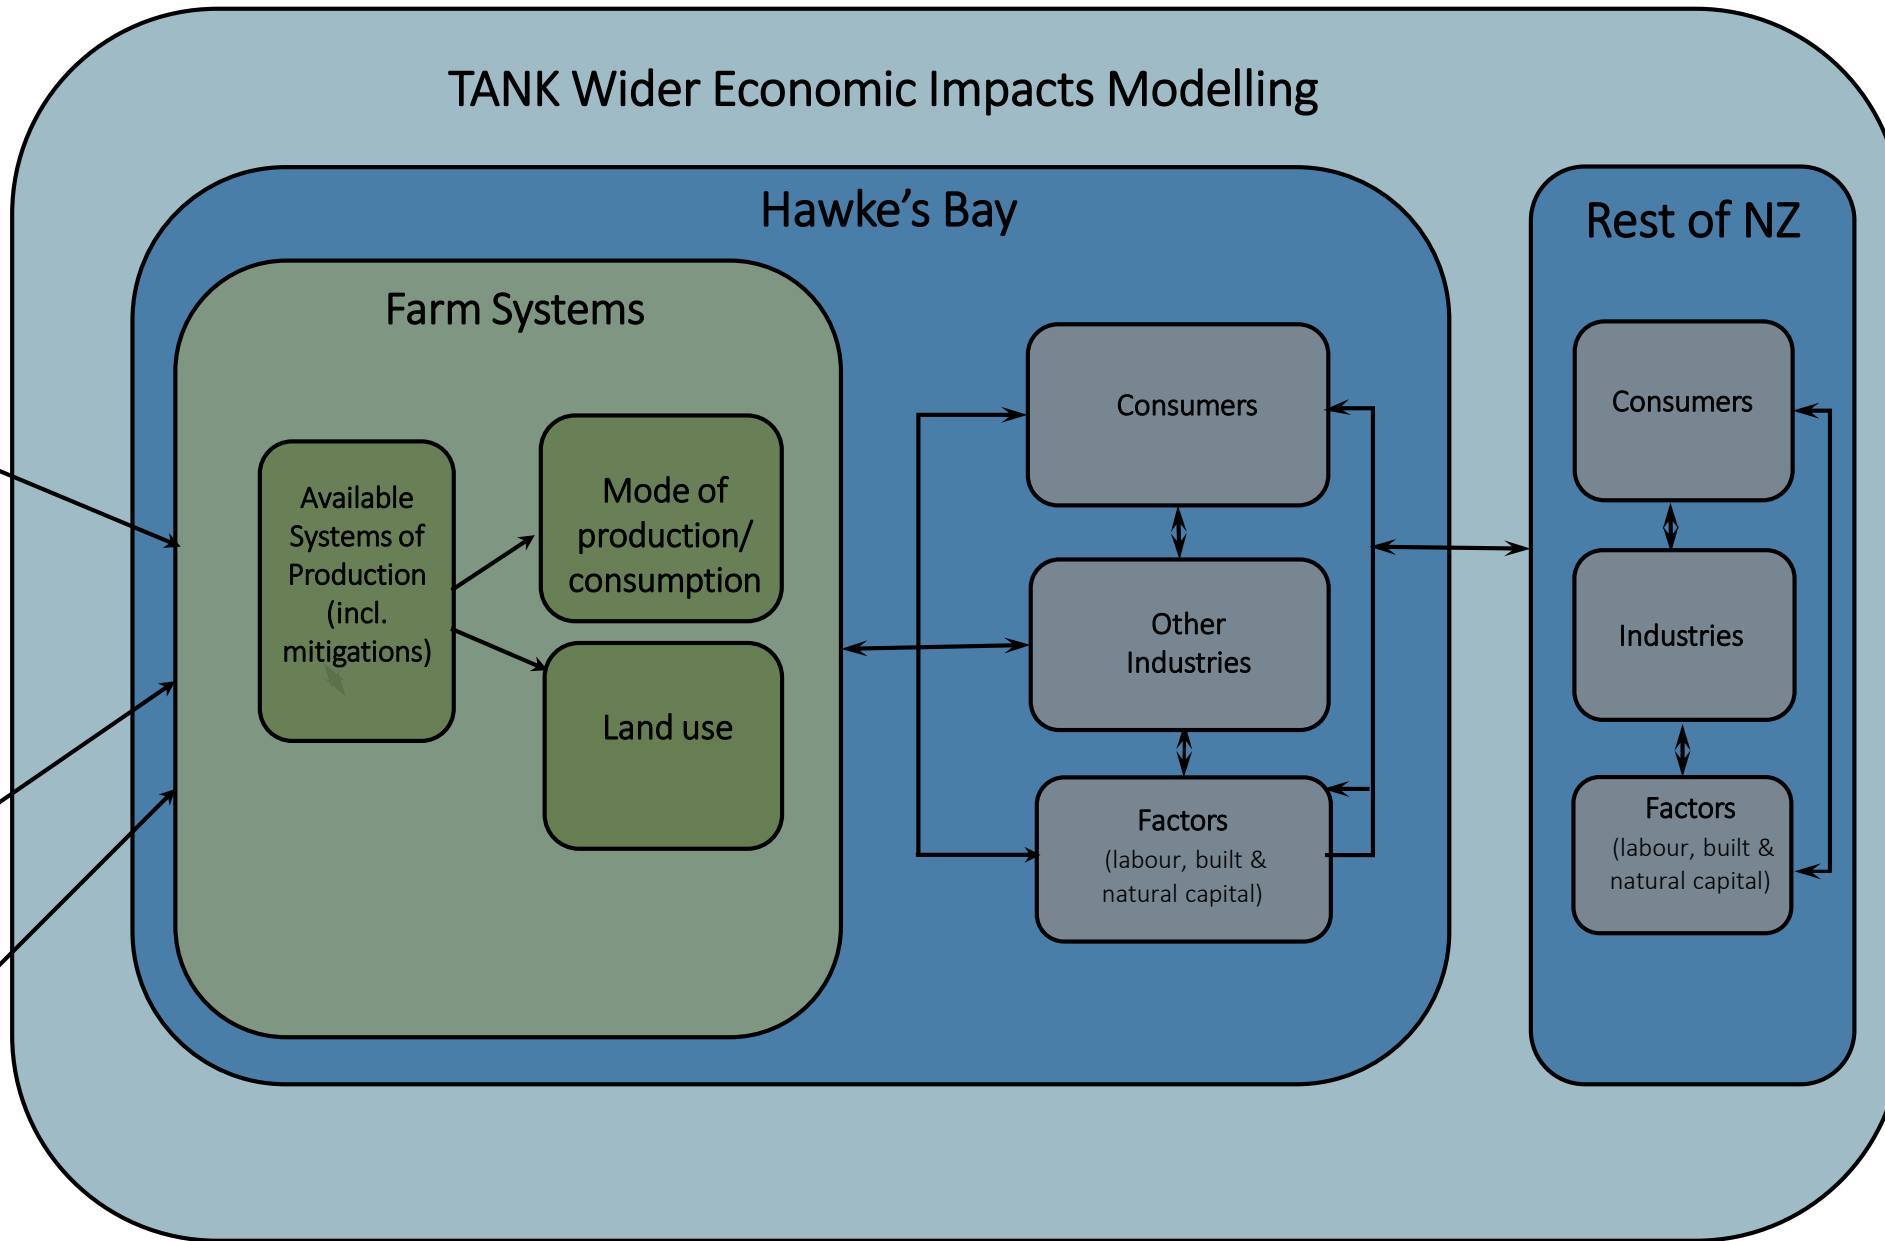 TANK Wider Economic Impacts Modelling
Hawke’s Bay
Farm Systems
Available
Systems of
Production
(incl.
mitigations)
Mode of
production/
consumption
Land use
Consumers
Other
Industries
Factors
(labour, built &
natural capital)
Rest of NZ
Consumers
Industries
Factors
(labour, built &
natural capital)